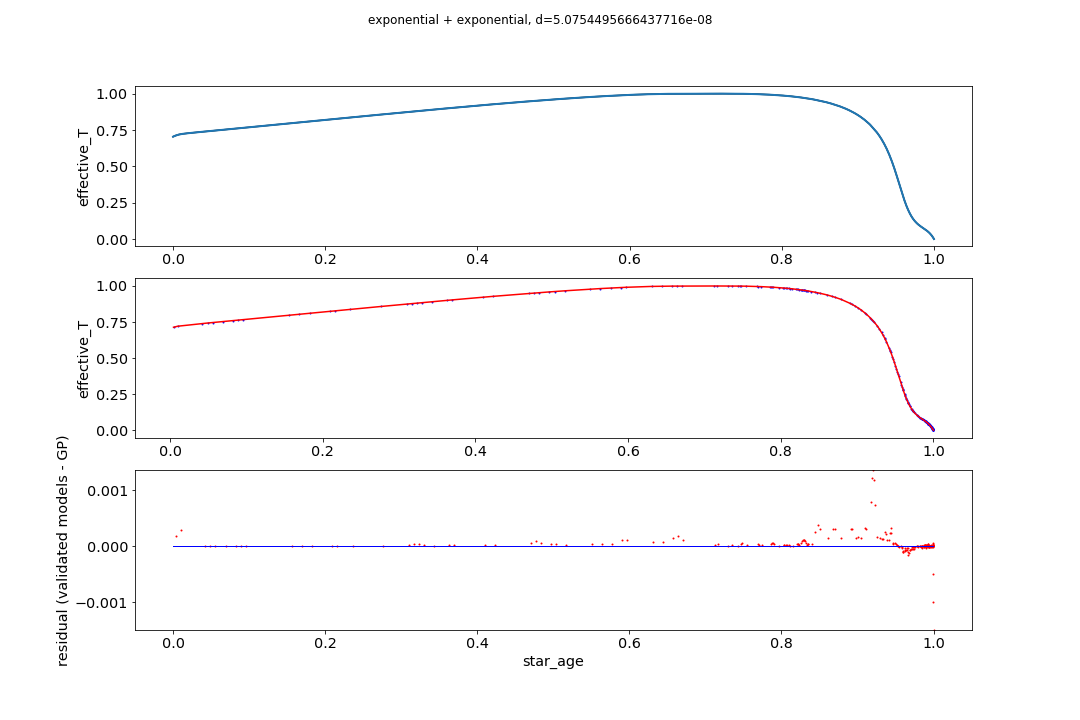 exponential + exponential, d=5.0754495666437716e-08
effective_T
1.00
0.75
0.50
0.25
0.00
0.0 0.2 0.4 0.6 0.8 1.0
effective_T
1.00
0.75
0.50
0.25
0.00
0.0 0.2 0.4 0.6 0.8 1.0
residual (validated models - GP)
0.001
0.000
−0.001
0.0 0.2 0.4 0.6 0.8 1.0
star_age